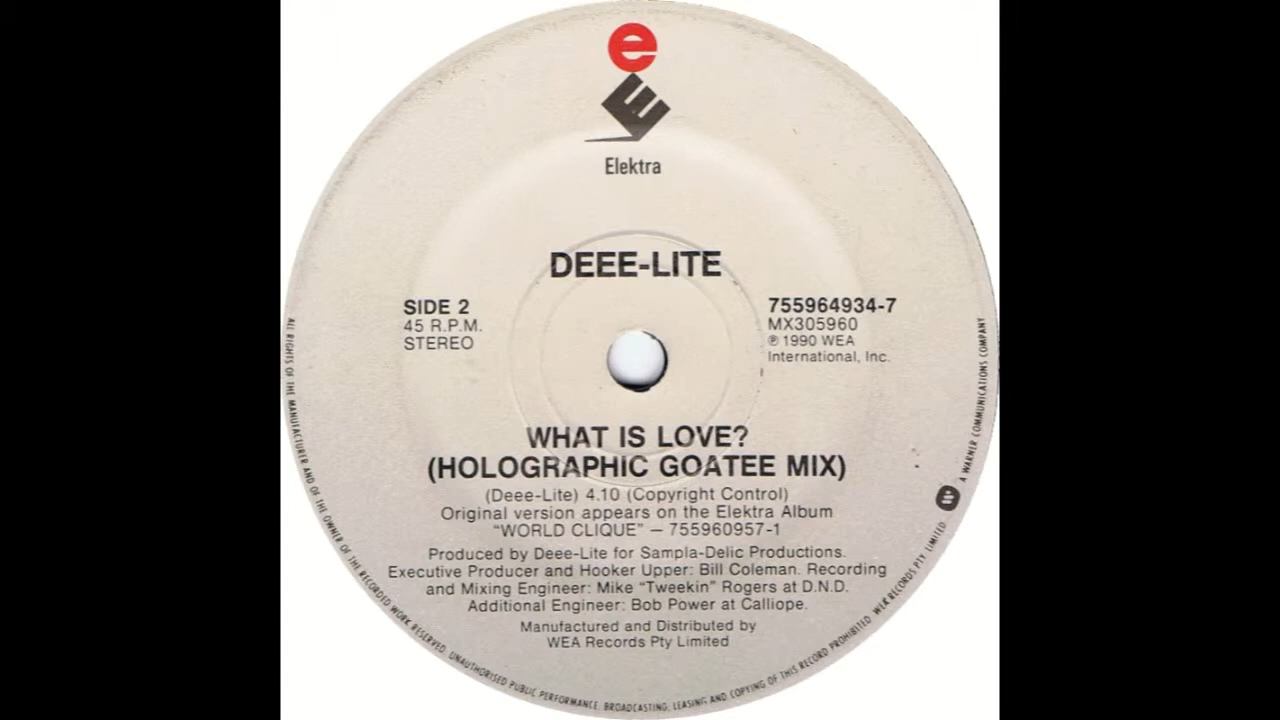 e
E
Elektra
DEEE-LITE
SIDE 2
45 R.P.M.
STEREO
755964934-7
MX305960
℗ 1990 WEA
International, Inc.
WHAT IS LOVE?
(HOLOGRAPHIC GOATEE MIX)
(Deee-Lite) 4.10 (Copyright Control)
Original version appears on the Elektra Album
“WORLD CLIQUE” — 755960957-1
Produced by Deee-Lite for Sampla-Delic Productions.
Executive Producer and Hooker Upper: Bill Coleman. Recording
and Mixing Engineer: Mike “Tweekin” Rogers at D.N.D.
Additional Engineer: Bob Power at Calliope.
Manufactured and Distributed by
WEA Records Pty Limited
ALL RIGHTS OF THE MANUFACTURER AND OF THE OWNER OF THE RECORDED WORK RESERVED. UNAUTHORISED PUBLIC PERFORMANCE, BROADCASTING, LEASING AND COPYING OF THIS RECORD PROHIBITED. WEA RECORDS PTY LIMITED. A WARNER COMMUNICATIONS COMPANY